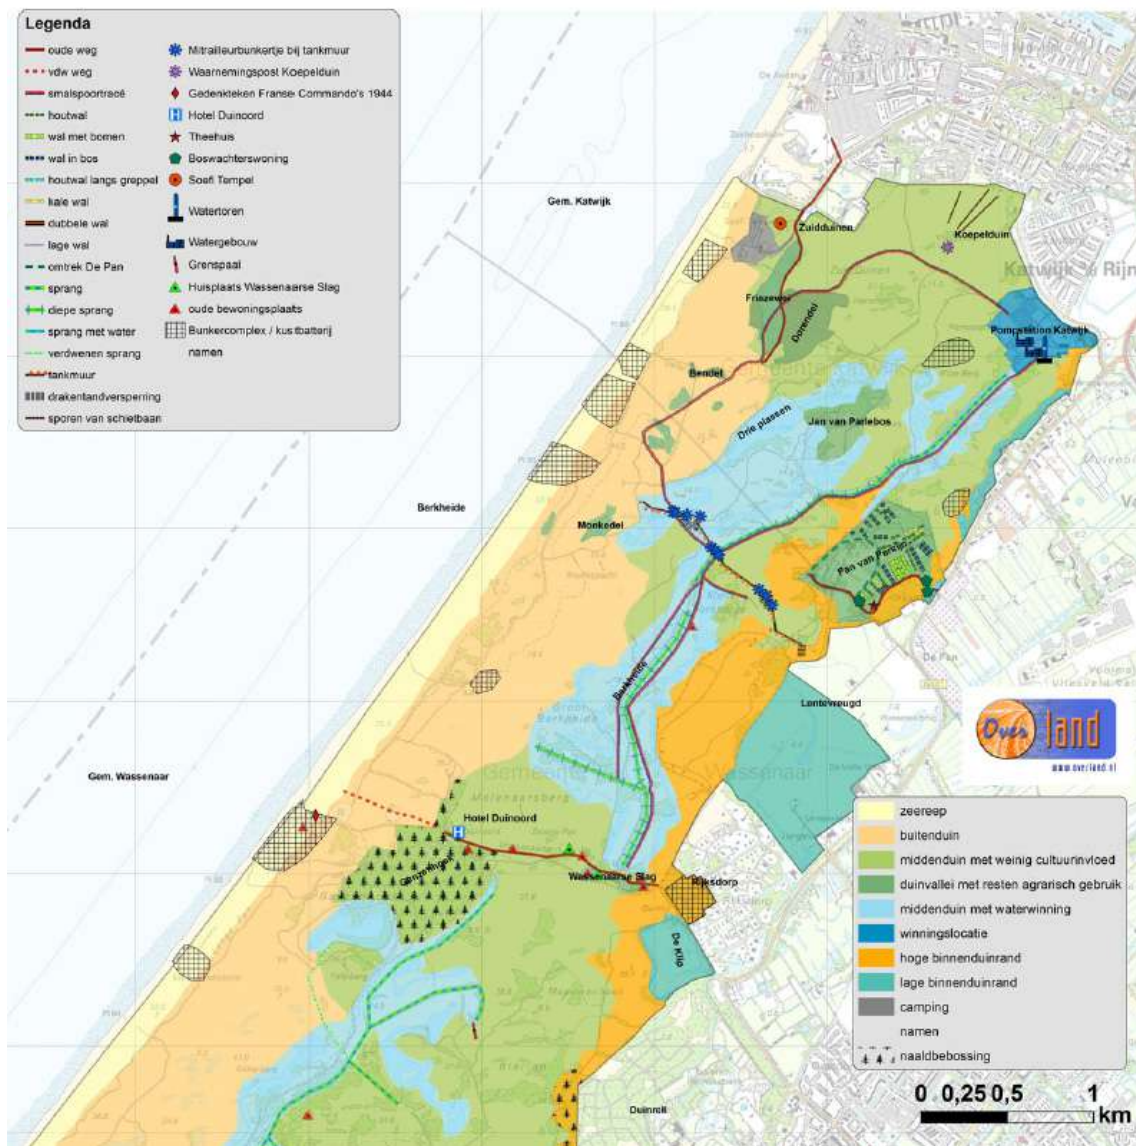 Legenda
oude weg
vdw weg
smalspoortracé
houtwal
wal met bomen
wal in bos
houtwal langs greppel
kale wal
dubbele wal
lage wal
omtrek De Pan
sprang
diepe sprang
sprang met water
verdwenen sprang
tankmuur
drakentandversperring
sporen van schietbaan
Mitrailleurbunkertje bij tankmuur
Waarnemingspost Koepelduin
Gedenkteken Franse Commando's 1944
H Hotel Duinoord
Theehuis
Boswachterswoning
Soefi Tempel
Watertoren
Watergebouw
Grenspaal
Huisplaats Wassenaarse Slag
oude bewoningsplaats
Bunkercomplex / kustbatterij
namen
Gem. Katwijk
Zuidduinen
Koepelduin
Katwijk a/d Rijn
Friezewei
Dorendel
Pompstation Katwijk
Bendel
Drie plassen
Jan van Parlebos
Berkheide
Monkedel
Pan van Persijn
De Pan
Berkheide
Lentevreugd
Over land
www.overland.nl
Gem. Wassenaar
Wassenaar
Hotel Duinoord
H
Ganzenhoek
Wassenaarse Slag
Rijksdorp
De Klip
Duinrell
zeereep
buitenduin
middenduin met weinig cultuurinvloed
duinvallei met resten agrarisch gebruik
middenduin met waterwinning
winningslocatie
hoge binnenduinrand
lage binnenduinrand
camping
namen
naaldbebossing
0 0,25 0,5 1
km